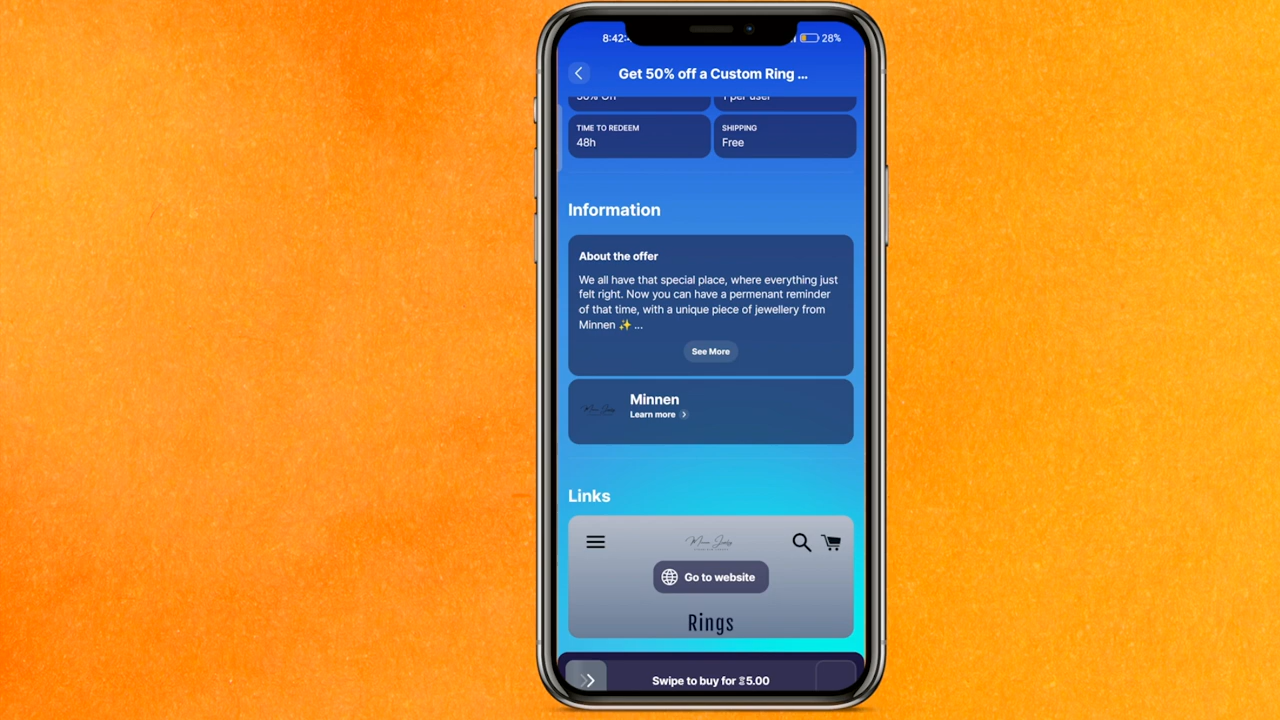 8:42:
28%
Get 50% off a Custom Ring ...
50% Off
1 per user
TIME TO REDEEM
48h
SHIPPING
Free
Information
About the offer
We all have that special place, where everything just
felt right. Now you can have a permenant reminder
of that time, with a unique piece of jewellery from
Minnen ✨ ...
See More
Minnen
Learn more
Links
Go to website
Rings
Swipe to buy for 5.00